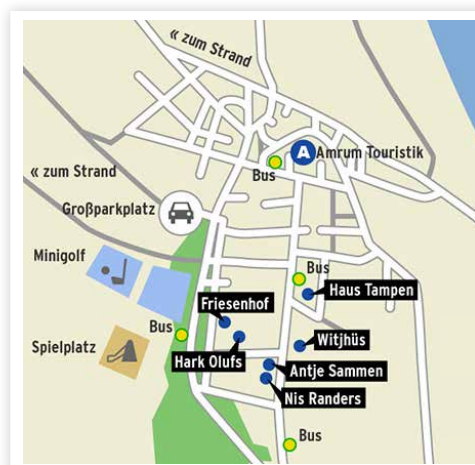 « zum Strand
A Amrum Touristik
Bus
« zum Strand
Großparkplatz
Minigolf
Bus
Haus Tampen
Friesenhof
Bus
Witjhüs
Spielplatz
Hark Olufs
Antje Sammen
Nis Randers
Bus